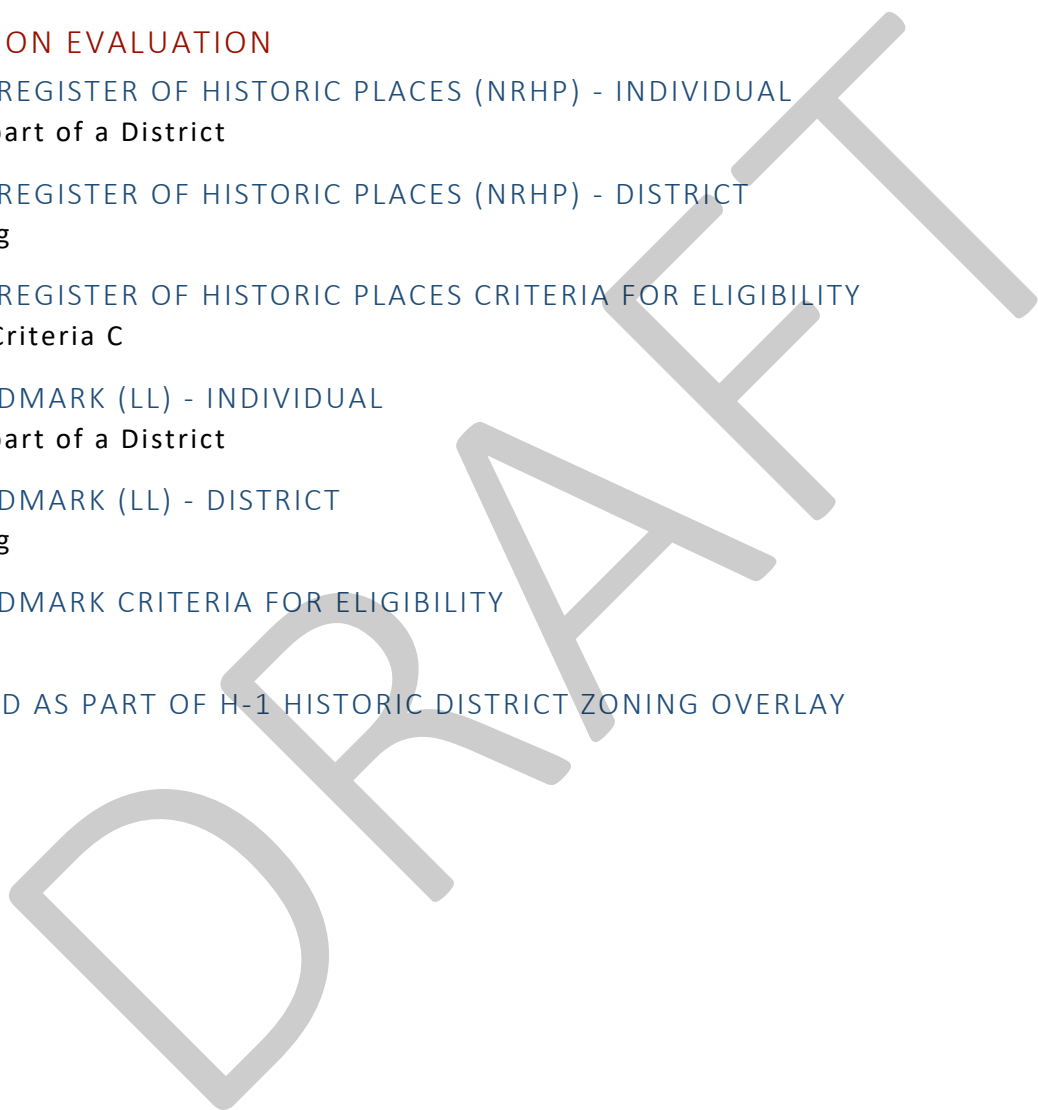 ON EVALUATION
REGISTER OF HISTORIC PLACES (NRHP) - INDIVIDUAL
part of a District
REGISTER OF HISTORIC PLACES (NRHP) - DISTRICT
g
REGISTER OF HISTORIC PLACES CRITERIA FOR ELIGIBILITY
Criteria C
DMARK (LL) - INDIVIDUAL
part of a District
DMARK (LL) - DISTRICT
g
DMARK CRITERIA FOR ELIGIBILITY
D AS PART OF H-1 HISTORIC DISTRICT ZONING OVERLAY
DRAFT